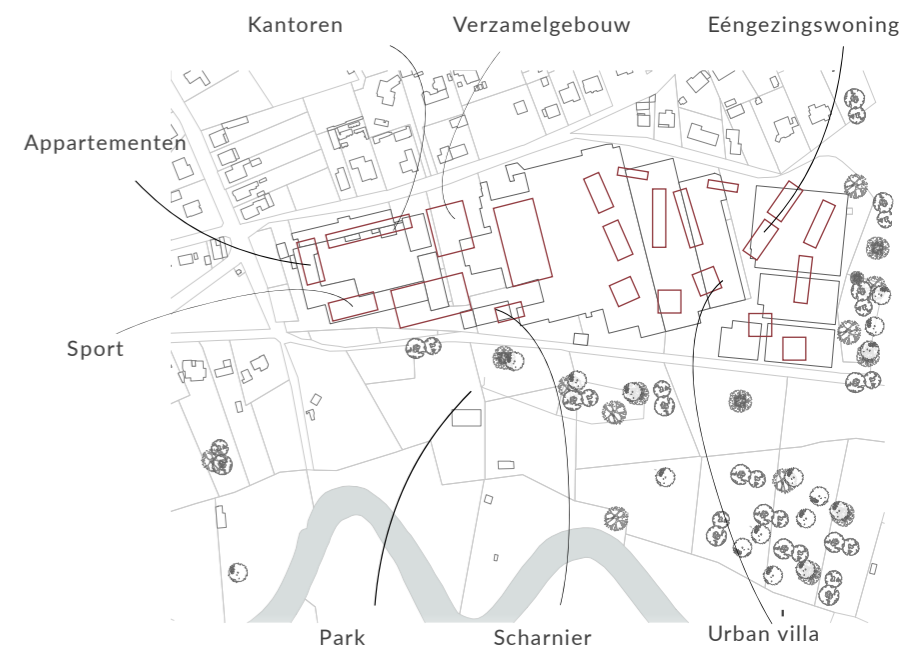 Kantoren
Verzamelgebouw
Eéngezingswoning
Appartementen
Sport
Park
Scharnier
Urban villa